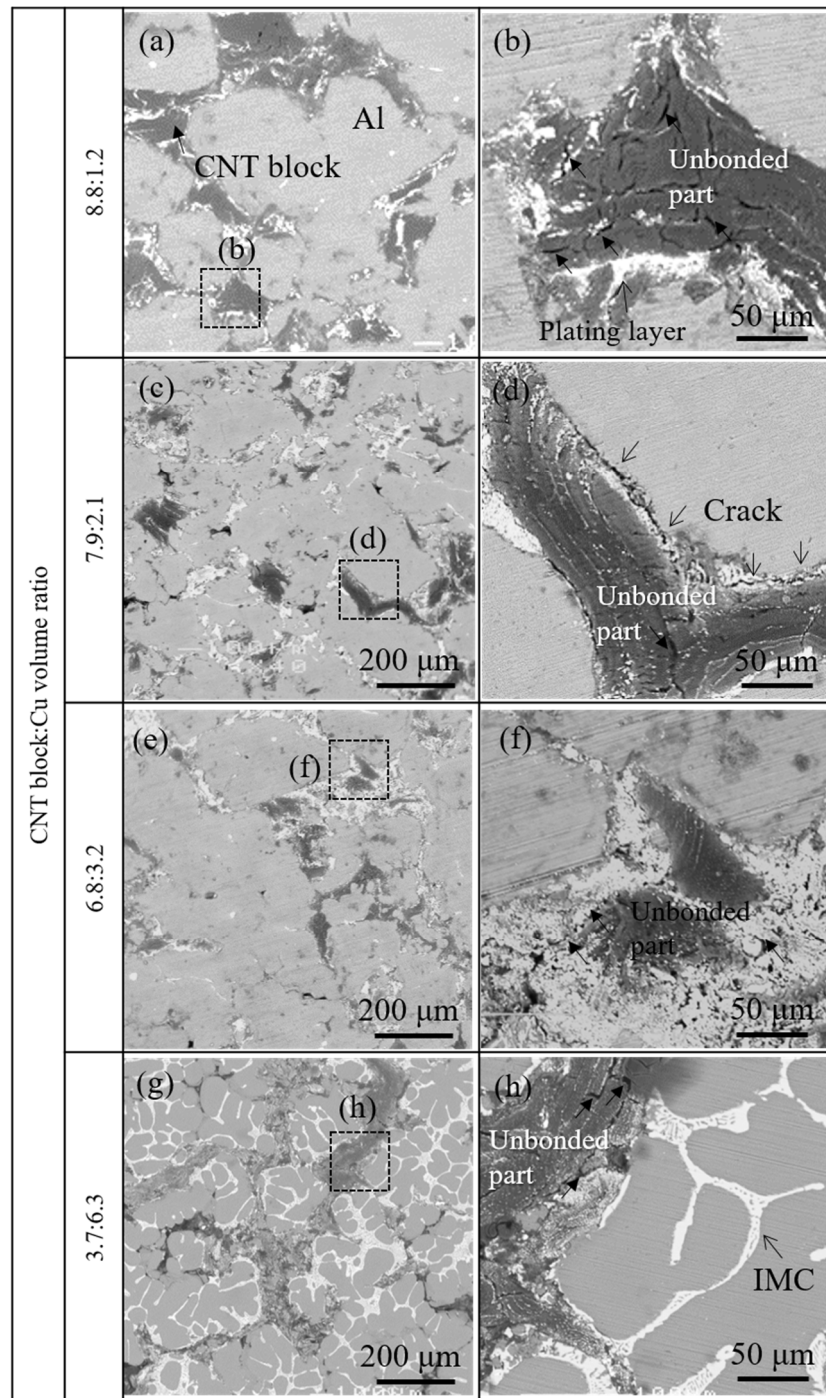 CNT block:Cu volume ratio
8.8:1.2
(a)
Al
CNT block
(b)
(b)
Unbonded
part
Plating layer
50 μm
7.9:2.1
(c)
(d)
200 μm
(d)
Crack
Unbonded
part
50 μm
6.8:3.2
(e)
(f)
200 μm
(f)
Unbonded
part
50 μm
3.7:6.3
(g)
(h)
200 μm
(h)
Unbonded
part
IMC
50 μm